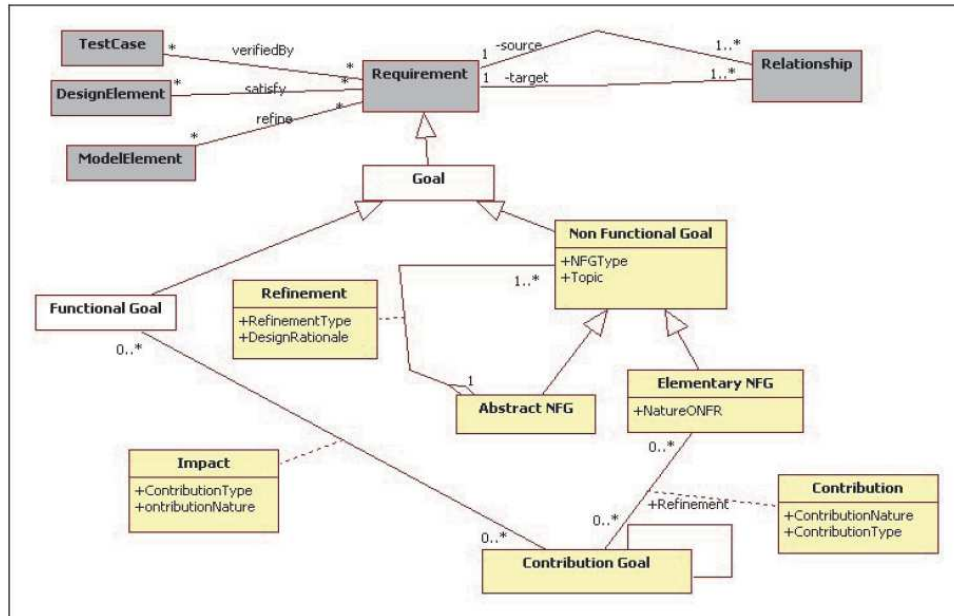 TestCase
*
verifiedBy
*
DesignElement
*
satisfy
*
ModelElement
*
refine
*
Requirement
1
-source
1..*
1
-target
1..*
Relationship
Goal
Non Functional Goal
+NFGType
+Topic
1..*
Refinement
+RefinementType
+DesignRationale
Functional Goal
0..*
1
Abstract NFG
Elementary NFG
+NatureONFR
0..*
Impact
+ContributionType
+ontributionNature
Contribution
+ContributionNature
+ContributionType
+Refinement
0..*
0..*
Contribution Goal